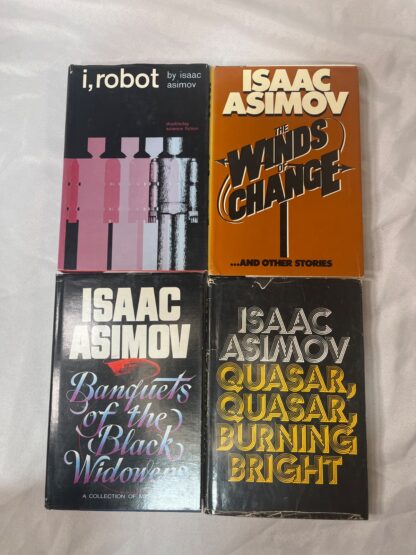 i, robot by isaac
asimov
doubleday
science fiction
ISAAC
ASIMOV
THE
WINDS
OF
CHANGE
...AND OTHER STORIES
ISAAC
ASIMOV
Banquets
of the
Black
Widowers
A COLLECTION OF
ISAAC
ASIMOV
QUASAR,
QUASAR,
BURNING
BRIGHT